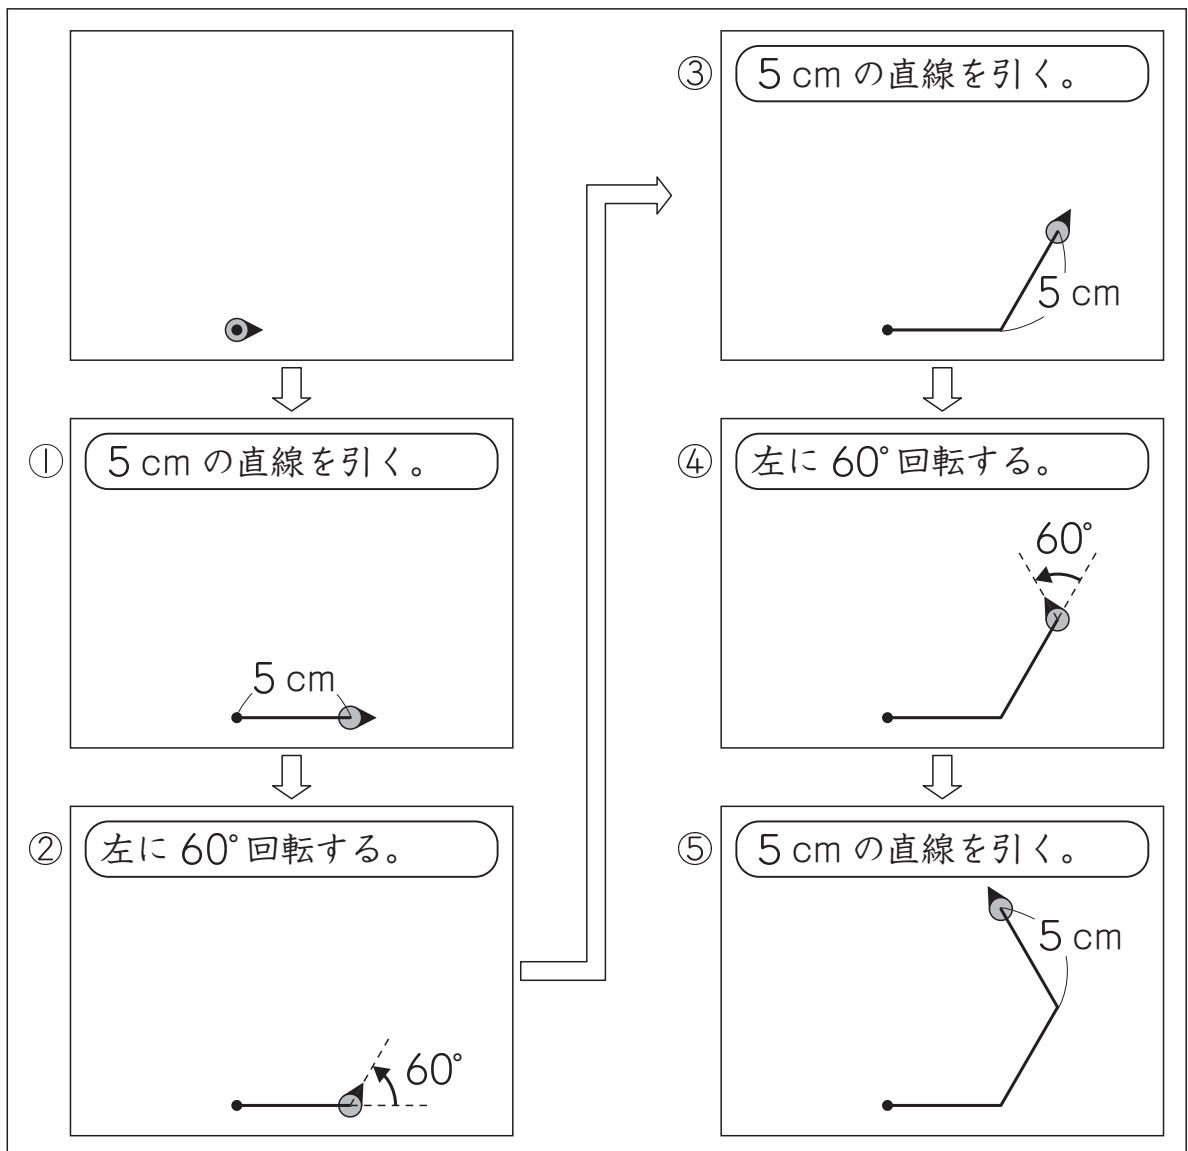 ① 5 cm の直線を引く。
5 cm
② 左に 60°回転する。
60°
③ 5 cm の直線を引く。
5 cm
④ 左に 60°回転する。
60°
⑤ 5 cm の直線を引く。
5 cm